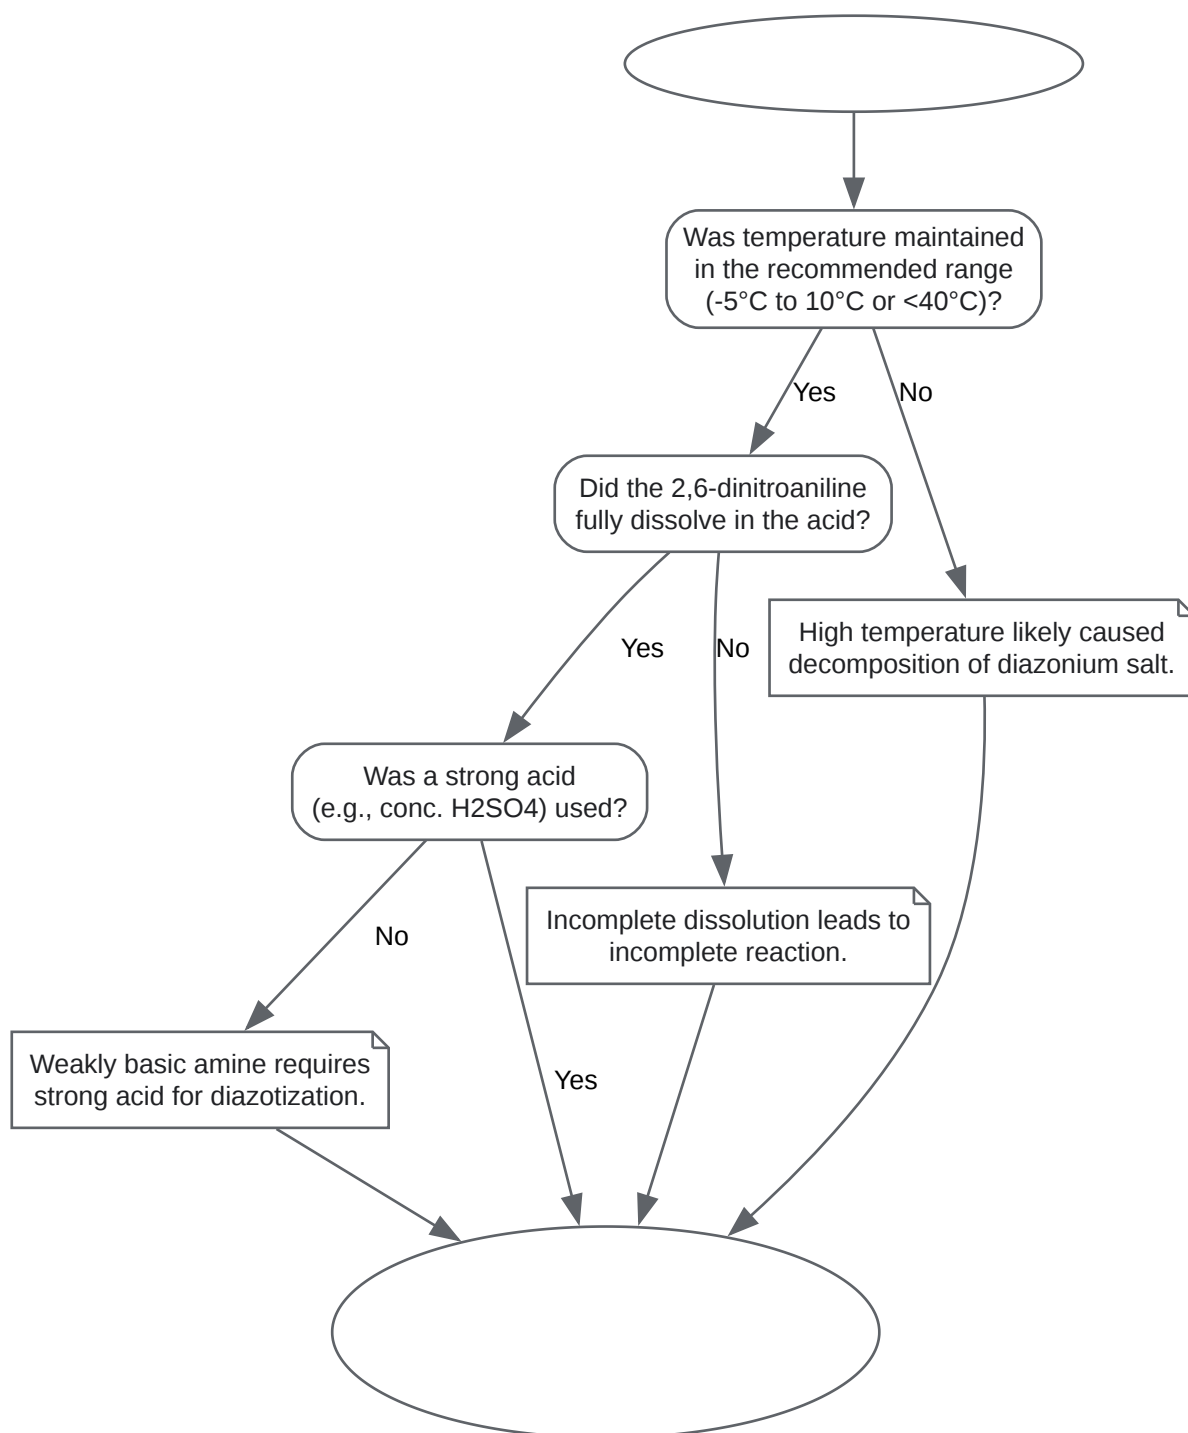 Was temperature maintained
in the recommended range
(-5°C to 10°C or <40°C)?
Yes
No
Did the 2,6-dinitroaniline
fully dissolve in the acid?
Yes
No
High temperature likely caused
decomposition of diazonium salt.
Was a strong acid
(e.g., conc. H2SO4) used?
No
Yes
Incomplete dissolution leads to
incomplete reaction.
Weakly basic amine requires
strong acid for diazotization.